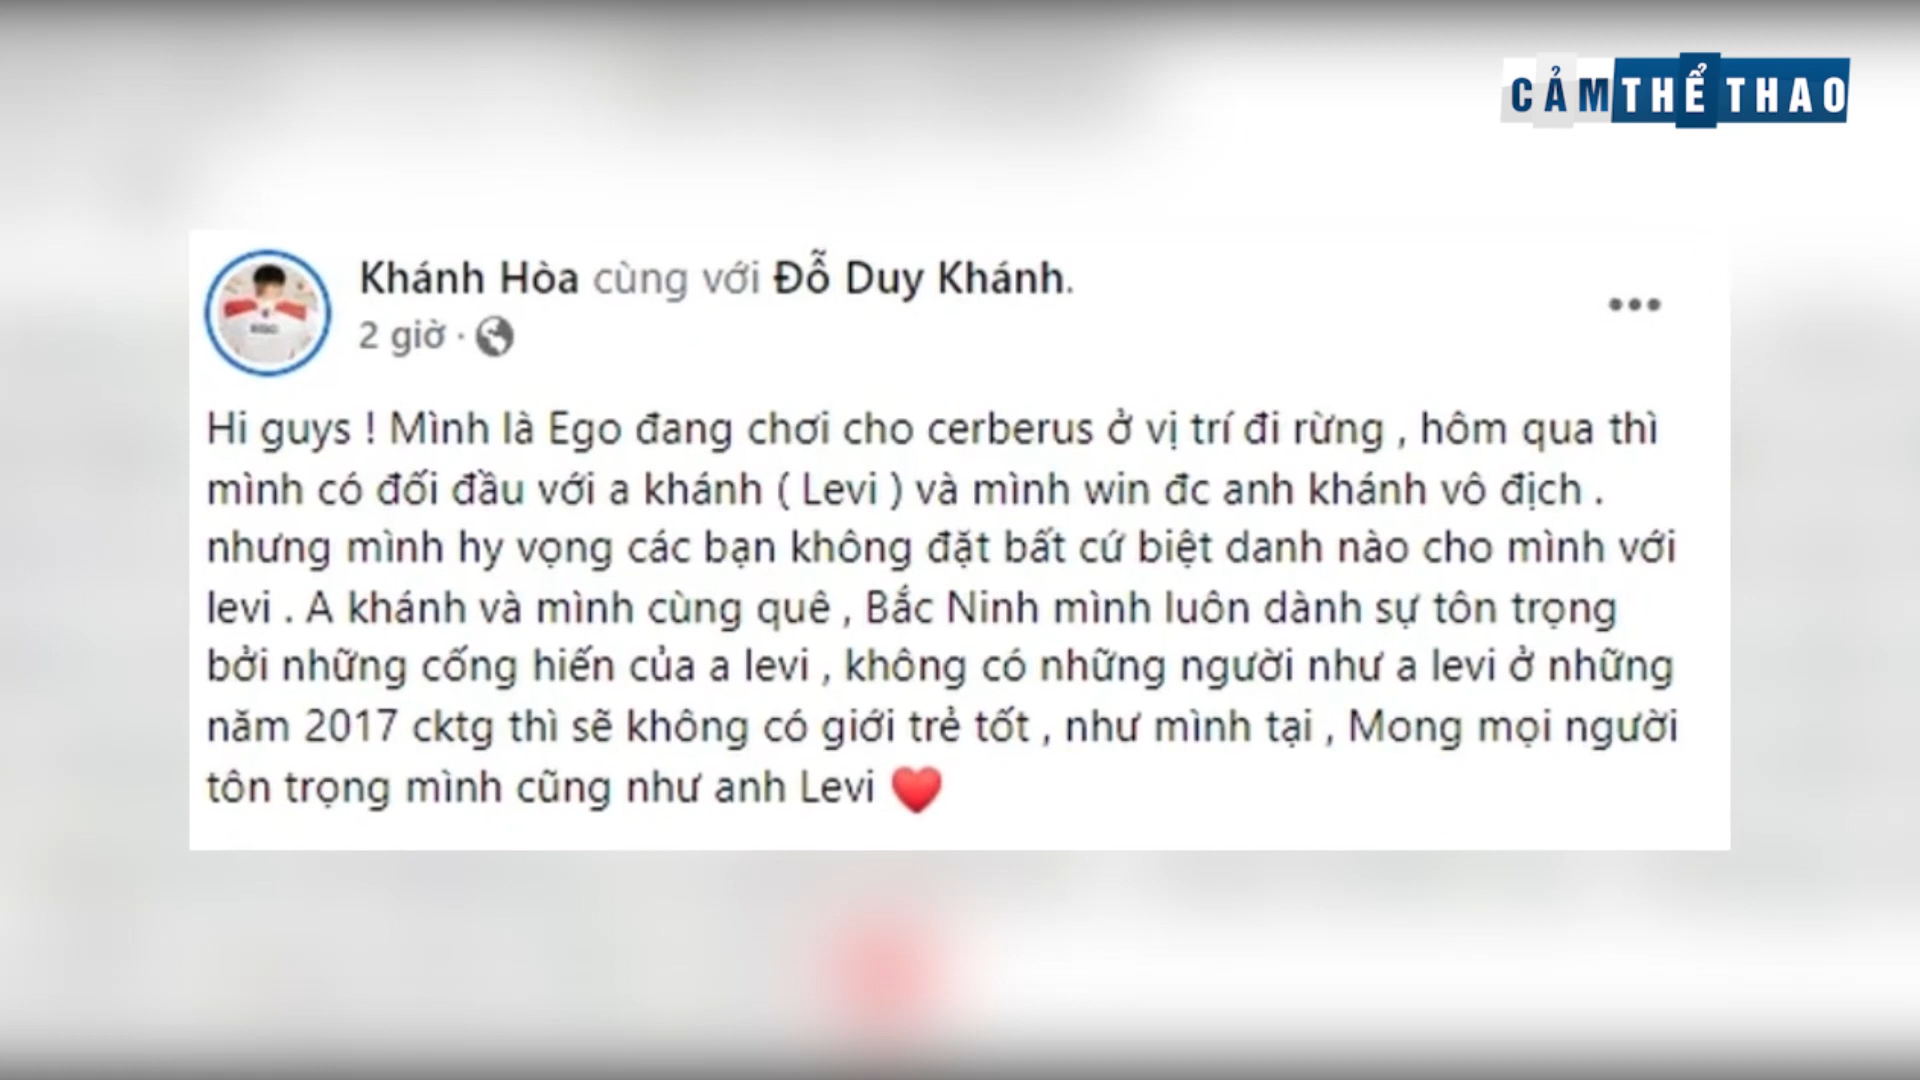 CẢM THỂ THAO
Khánh Hòa cùng với Đỗ Duy Khánh.
2 giờ ·
Hi guys ! Mình là Ego đang chơi cho cerberus ở vị trí đi rừng , hôm qua thì
mình có đối đầu với a khánh ( Levi ) và mình win đc anh khánh vô địch .
nhưng mình hy vọng các bạn không đặt bất cứ biệt danh nào cho mình với
levi . A khánh và mình cùng quê , Bắc Ninh mình luôn dành sự tôn trọng
bởi những cống hiến của a levi , không có những người như a levi ở những
năm 2017 cktg thì sẽ không có giới trẻ tốt , như mình tại , Mong mọi người
tôn trọng mình cũng như anh Levi ❤